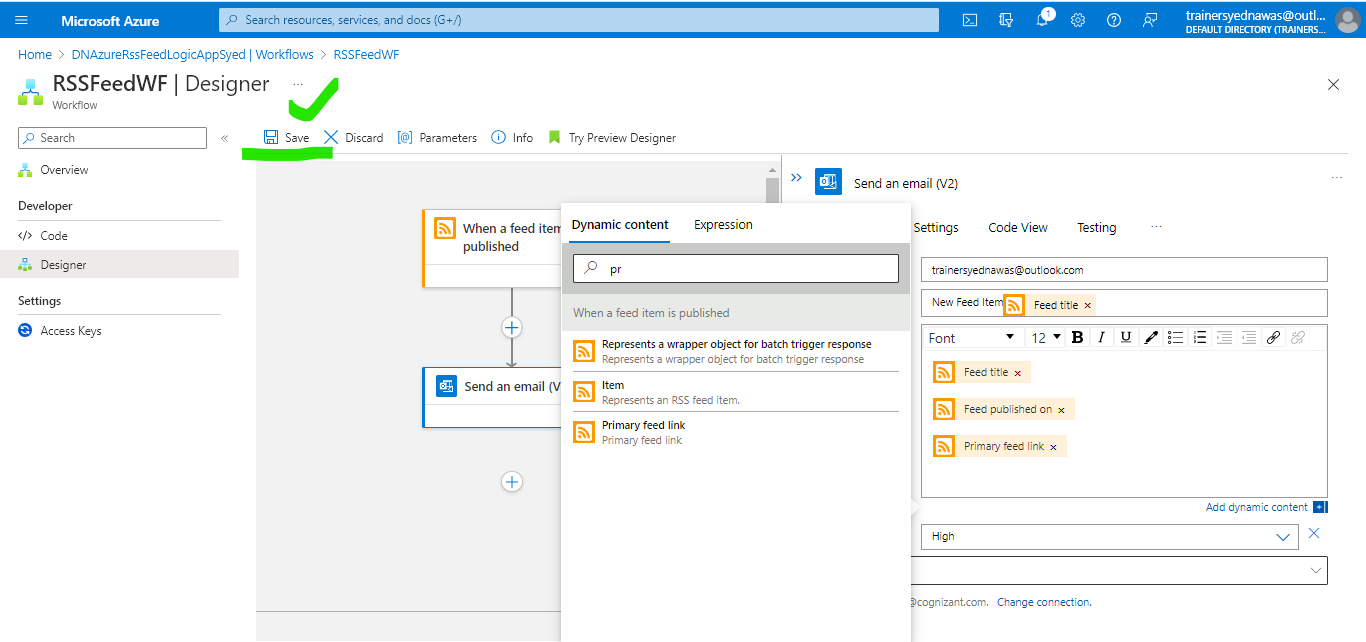 Microsoft Azure
Search resources, services, and docs (G+/)
1
trainersyednawas@outl...
DEFAULT DIRECTORY (TRAINERS...
Home > DNAzureRssFeedLogicAppSyed | Workflows > RSSFeedWF
RSSFeedWF | Designer ...
Workflow
Search
«
Save
Discard
Parameters
Info
Try Preview Designer
Overview
Developer
Code
Designer
Settings
Access Keys
When a feed item
published
Send an email (V
Dynamic content
Expression
pr
When a feed item is published
Represents a wrapper object for batch trigger response
Represents a wrapper object for batch trigger response
Item
Represents an RSS feed item.
Primary feed link
Primary feed link
Send an email (V2)
...
Settings
Code View
Testing
...
trainersyednawas@outlook.com
New Feed Item Feed title ×
Font
12
B I U
Feed title ×
Feed published on ×
Primary feed link ×
Add dynamic content
High
@cognizant.com. Change connection.